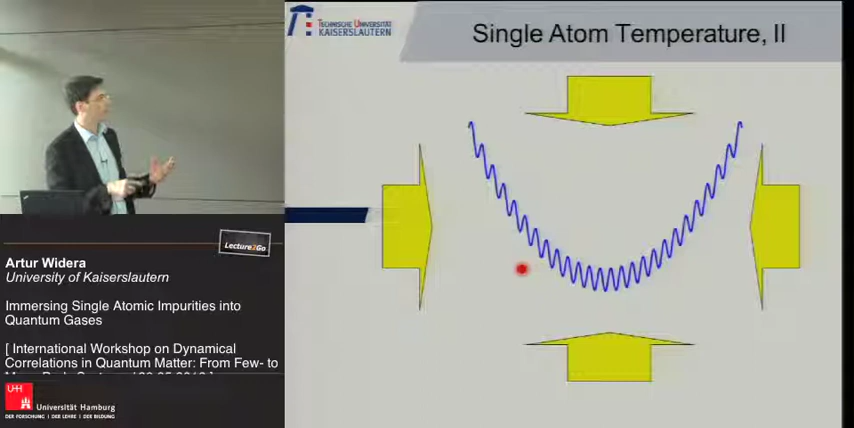 TECHNISCHE UNIVERSITÄT
KAISERSLAUTERN
Single Atom Temperature, II
Lecture2Go
Artur Widera
University of Kaiserslautern
Immersing Single Atomic Impurities into
Quantum Gases
[ International Workshop on Dynamical
Correlations in Quantum Matter: From Few- to
UHH
Universität Hamburg
DER FORSCHUNG | DER LEHRE | DER BILDUNG